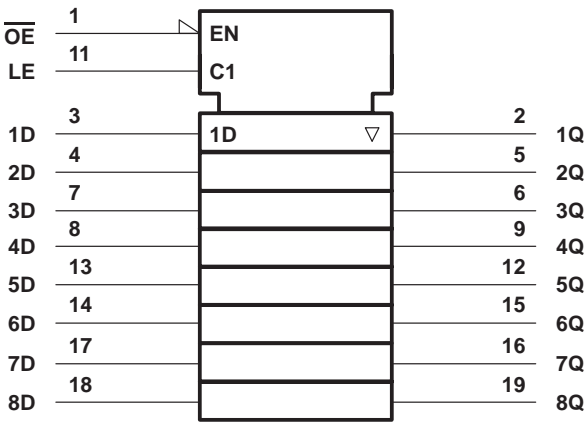 OE 1 EN
LE 11 C1
1D 3 1D ▽ 2 1Q
2D 4 5 2Q
3D 7 6 3Q
4D 8 9 4Q
5D 13 12 5Q
6D 14 15 6Q
7D 17 16 7Q
8D 18 19 8Q